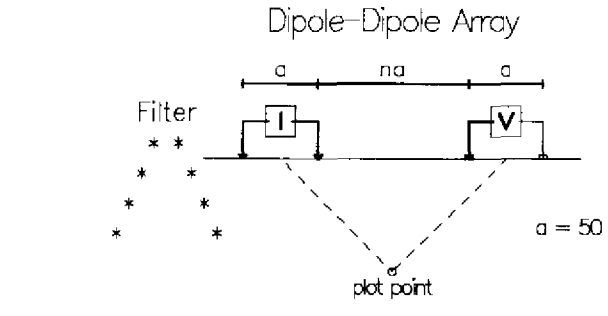 Dipole-Dipole Array
a na a
Filter
I V
* *
* *
* *
* *
a = 50
plot point